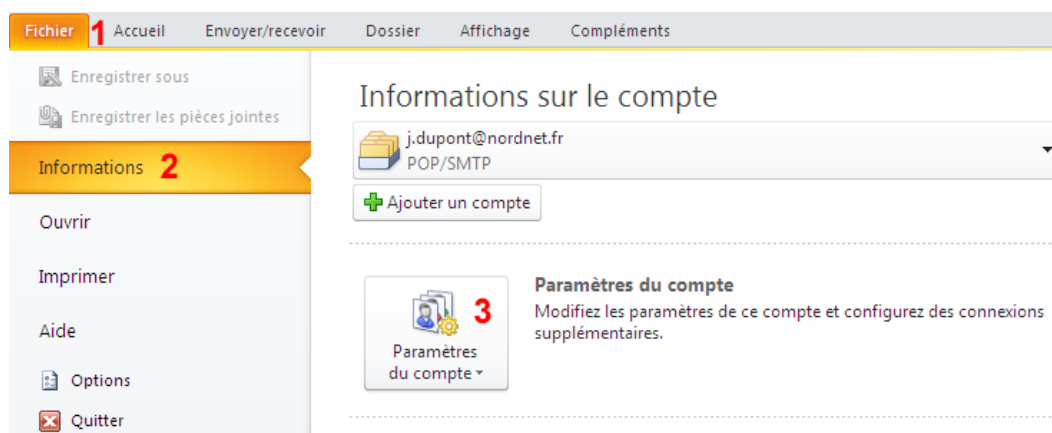 Fichier 1 Accueil Envoyer/recevoir Dossier Affichage Compléments
Enregistrer sous
Enregistrer les pièces jointes
Informations 2
Ouvrir
Imprimer
Aide
Options
Quitter
Informations sur le compte
j.dupont@nordnet.fr
POP/SMTP
Ajouter un compte
3
Paramètres
du compte
Paramètres du compte
Modifiez les paramètres de ce compte et configurez des connexions
supplémentaires.